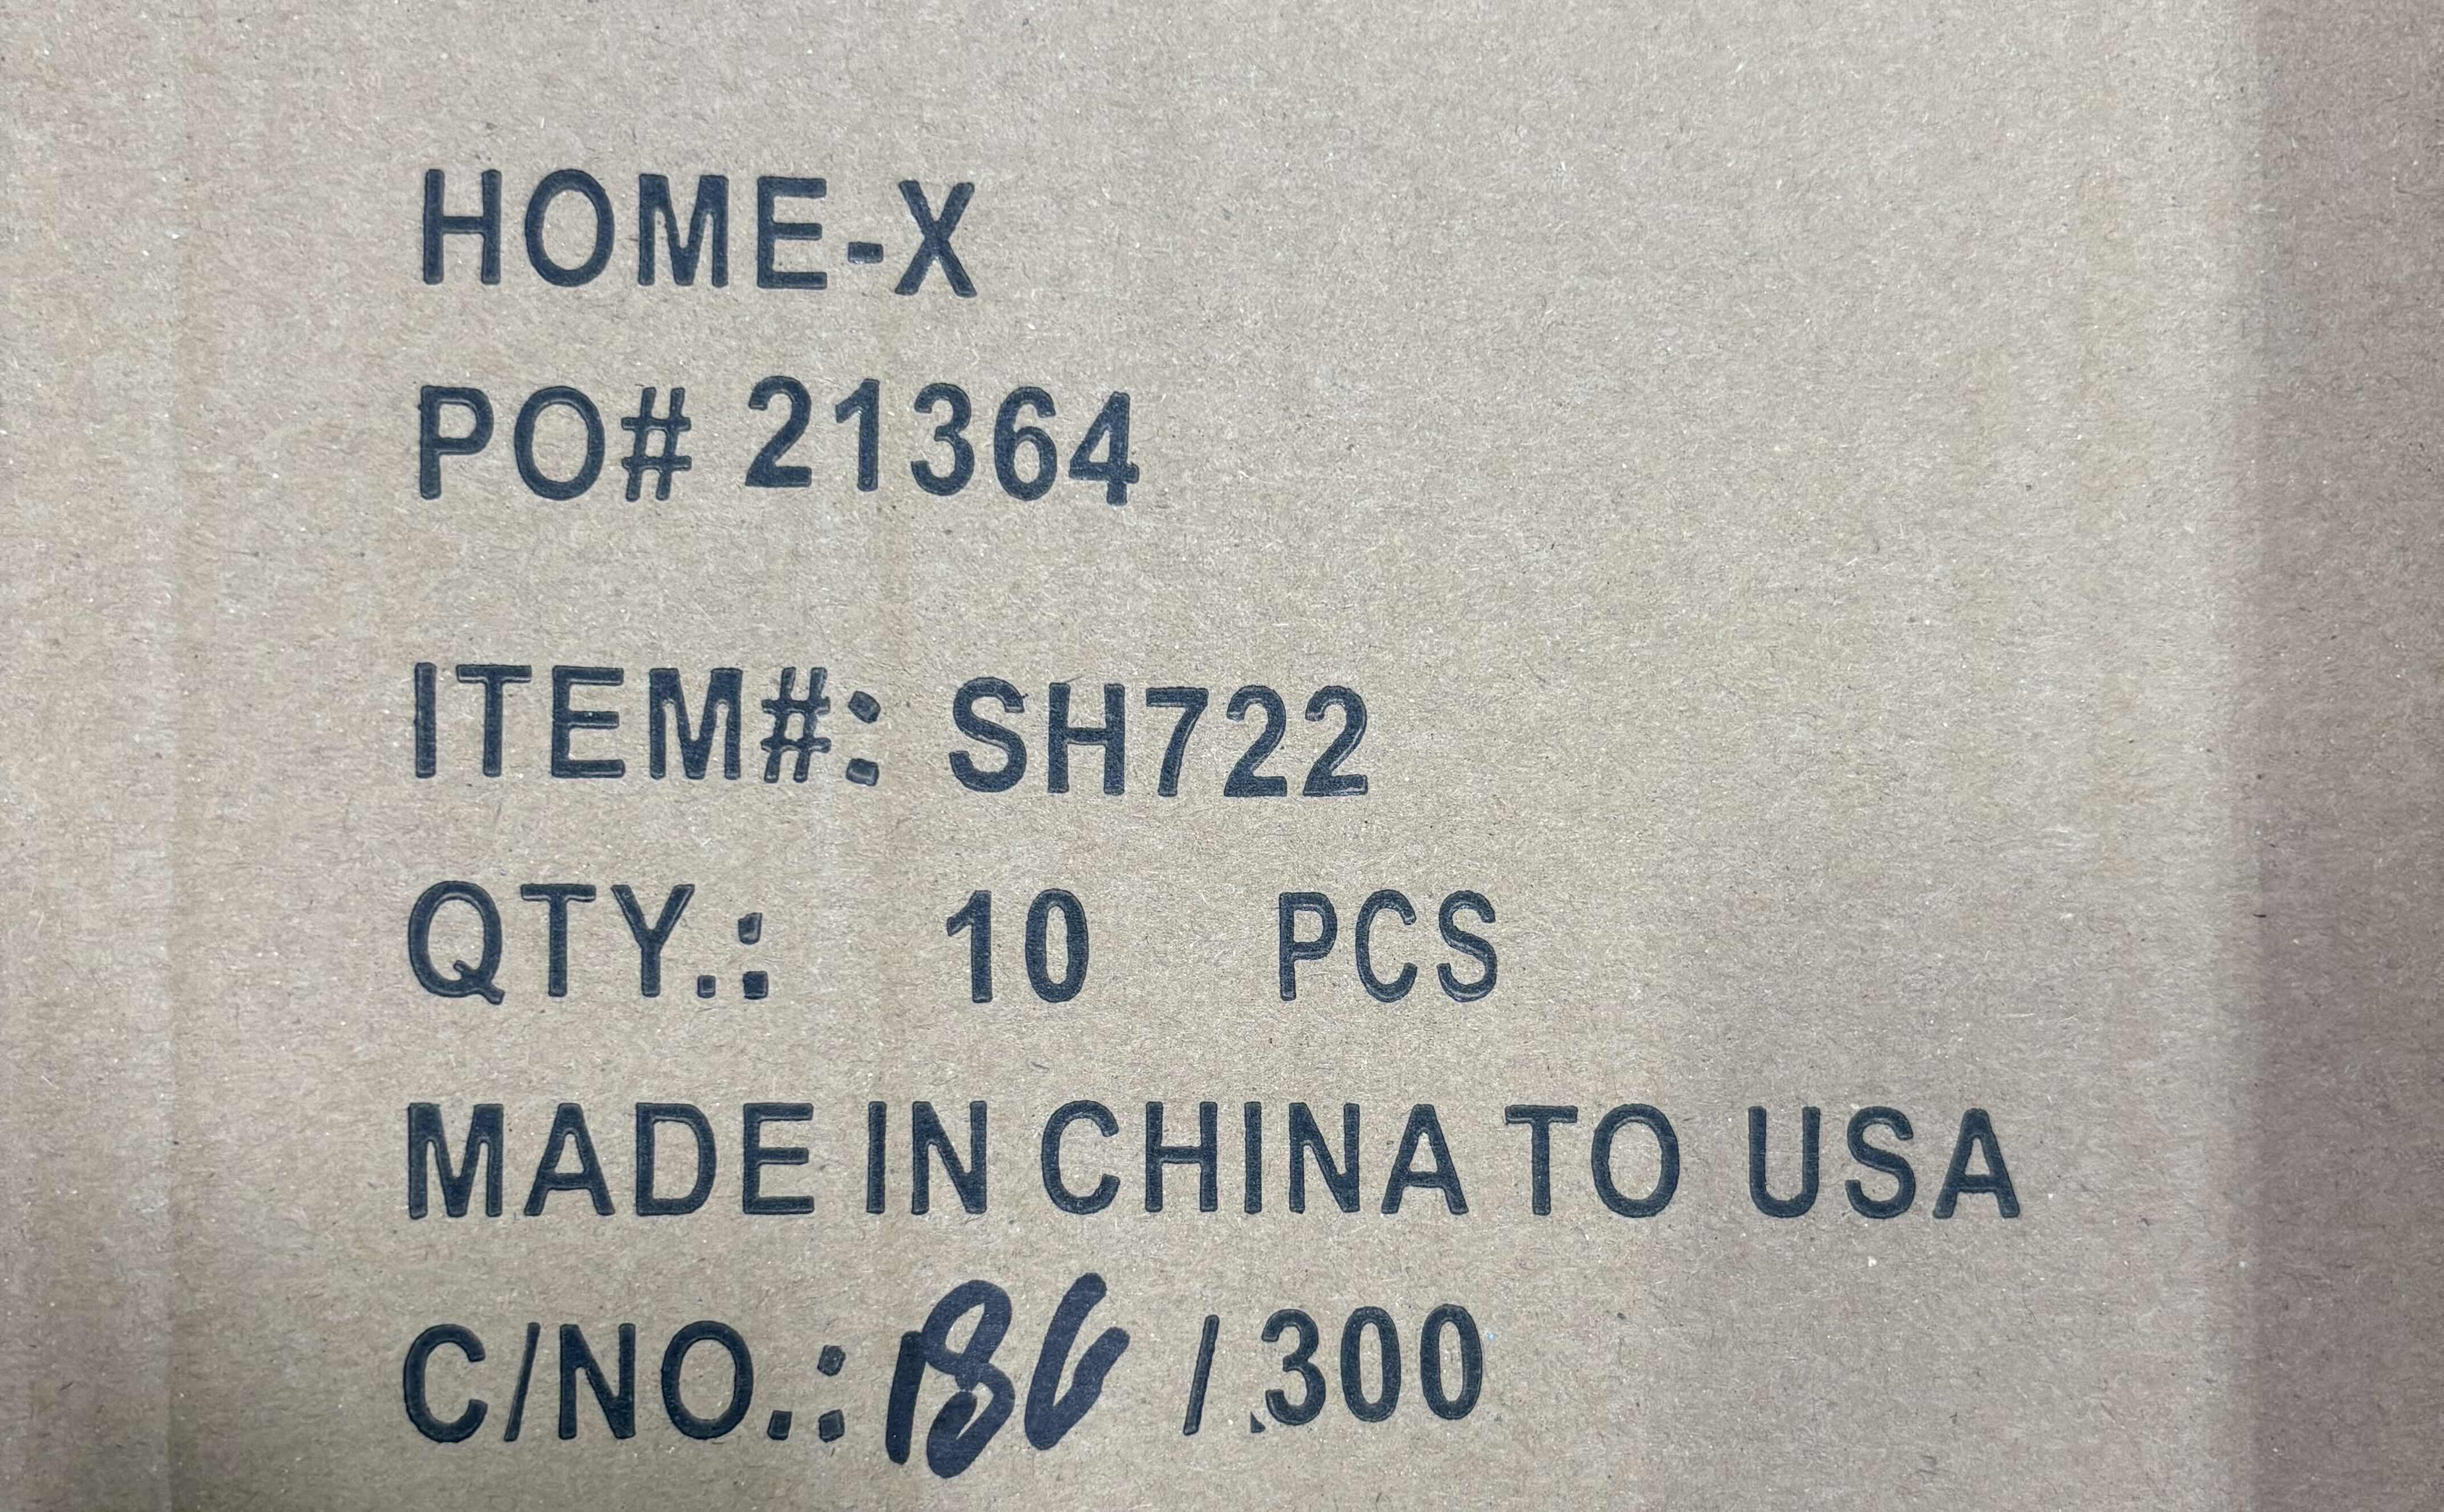 HOME-X
PO# 21364
ITEM#: SH722
QTY.: 10 PCS
MADE IN CHINA TO USA
C/NO.: 186 / 300